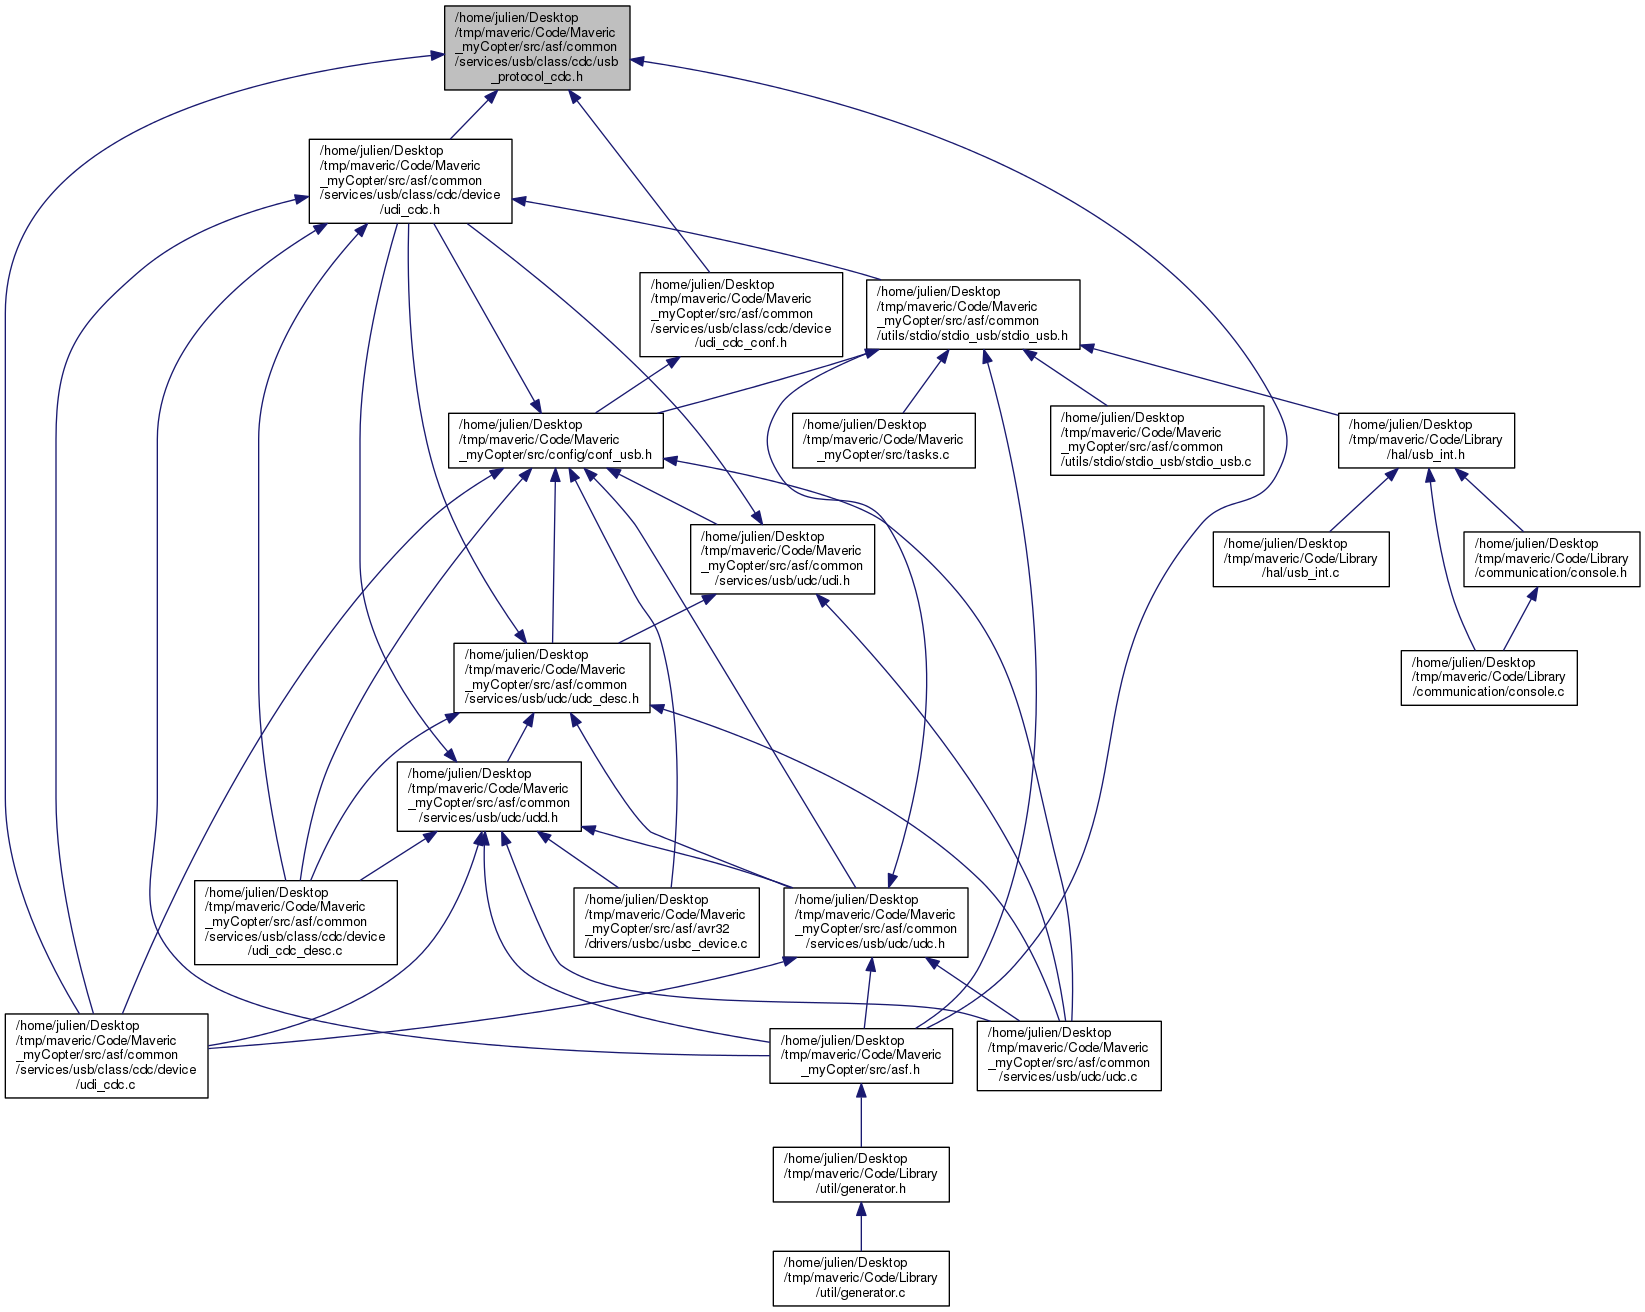 /home/julien/Desktop
/tmp/maveric/Code/Maveric
_myCopter/src/asf/common
/services/usb/class/cdc/usb
_protocol_cdc.h
/home/julien/Desktop
/tmp/maveric/Code/Maveric
_myCopter/src/asf/common
/services/usb/class/cdc/device
/udi_cdc.h
/home/julien/Desktop
/tmp/maveric/Code/Maveric
_myCopter/src/asf/common
/services/usb/class/cdc/device
/udi_cdc_conf.h
/home/julien/Desktop
/tmp/maveric/Code/Maveric
_myCopter/src/asf/common
/utils/stdio/stdio_usb/stdio_usb.h
/home/julien/Desktop
/tmp/maveric/Code/Maveric
_myCopter/src/config/conf_usb.h
/home/julien/Desktop
/tmp/maveric/Code/Maveric
_myCopter/src/tasks.c
/home/julien/Desktop
/tmp/maveric/Code/Maveric
_myCopter/src/asf/common
/utils/stdio/stdio_usb/stdio_usb.c
/home/julien/Desktop
/tmp/maveric/Code/Library
/hal/usb_int.h
/home/julien/Desktop
/tmp/maveric/Code/Maveric
_myCopter/src/asf/common
/services/usb/udc/udi.h
/home/julien/Desktop
/tmp/maveric/Code/Library
/hal/usb_int.c
/home/julien/Desktop
/tmp/maveric/Code/Library
/communication/console.h
/home/julien/Desktop
/tmp/maveric/Code/Maveric
_myCopter/src/asf/common
/services/usb/udc/udc_desc.h
/home/julien/Desktop
/tmp/maveric/Code/Library
/communication/console.c
/home/julien/Desktop
/tmp/maveric/Code/Maveric
_myCopter/src/asf/common
/services/usb/udc/udd.h
/home/julien/Desktop
/tmp/maveric/Code/Maveric
_myCopter/src/asf/common
/services/usb/class/cdc/device
/udi_cdc_desc.c
/home/julien/Desktop
/tmp/maveric/Code/Maveric
_myCopter/src/asf/avr32
/drivers/usbc/usbc_device.c
/home/julien/Desktop
/tmp/maveric/Code/Maveric
_myCopter/src/asf/common
/services/usb/udc/udc.h
/home/julien/Desktop
/tmp/maveric/Code/Maveric
_myCopter/src/asf/common
/services/usb/class/cdc/device
/udi_cdc.c
/home/julien/Desktop
/tmp/maveric/Code/Maveric
_myCopter/src/asf.h
/home/julien/Desktop
/tmp/maveric/Code/Maveric
_myCopter/src/asf/common
/services/usb/udc/udc.c
/home/julien/Desktop
/tmp/maveric/Code/Library
/util/generator.h
/home/julien/Desktop
/tmp/maveric/Code/Library
/util/generator.c